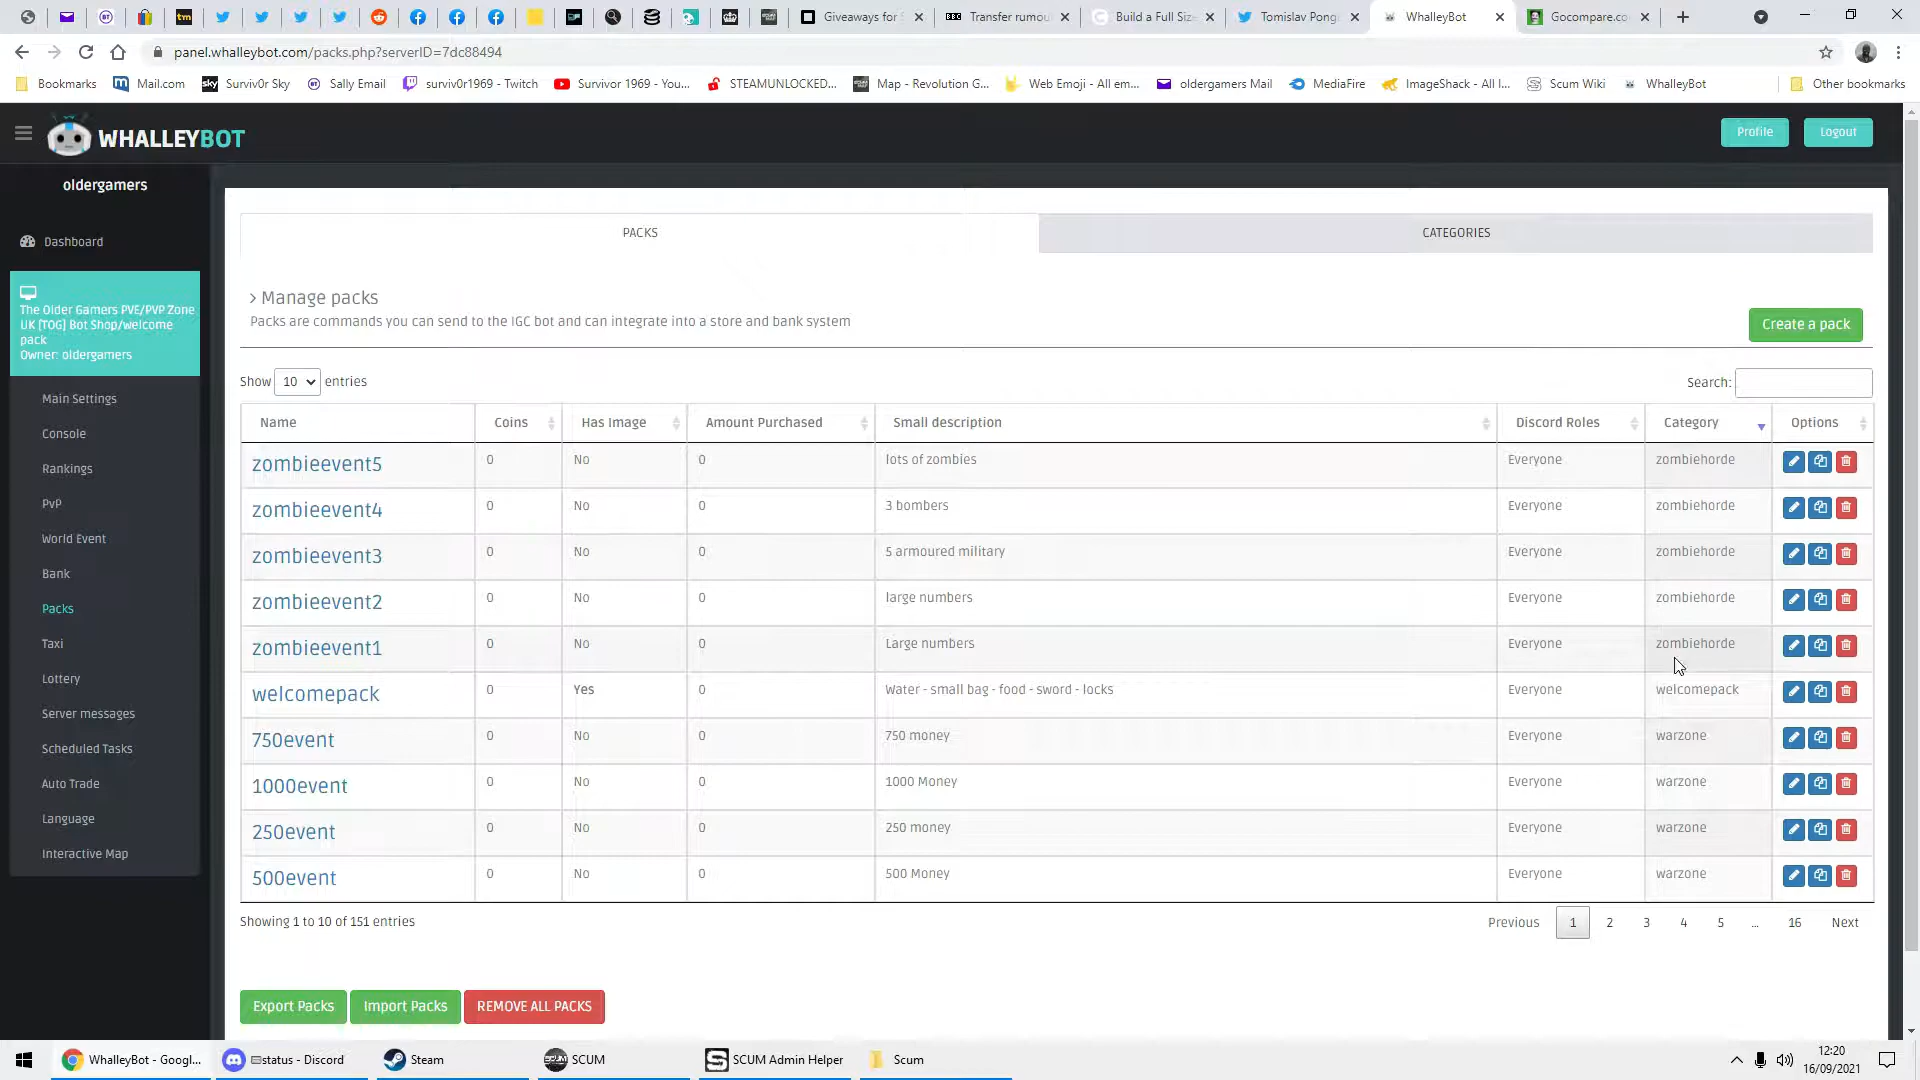 Giveaways for S
Transfer rumou
Build a Full Size
Tomislav Pong
WhalleyBot
Gocompare.co
panel.whalleybot.com/packs.php?serverID=7dc88494
Bookmarks
Mail.com
Surviv0r Sky
Sally Email
surviv0r1969 - Twitch
Survivor 1969 - You...
STEAMUNLOCKED...
Map - Revolution G...
Web Emoji - All em...
oldergamers Mail
MediaFire
ImageShack - All I...
Scum Wiki
WhalleyBot
Other bookmarks
WHALLEYBOT
Profile
Logout
oldergamers
Dashboard
The Older Gamers PVE/PVP Zone
UK [TOG] Bot Shop/welcome
pack
Owner: oldergamers
Main Settings
Console
Rankings
PvP
World Event
Bank
Packs
Taxi
Lottery
Server messages
Scheduled Tasks
Auto Trade
Language
Interactive Map
PACKS
CATEGORIES
> Manage packs
Packs are commands you can send to the IGC bot and can integrate into a store and bank system
Create a pack
Show 10 entries
Search:
Name Coins Has Image Amount Purchased Small description Discord Roles Category Options
zombieevent5 0 No 0 lots of zombies Everyone zombiehorde
zombieevent4 0 No 0 3 bombers Everyone zombiehorde
zombieevent3 0 No 0 5 armoured military Everyone zombiehorde
zombieevent2 0 No 0 large numbers Everyone zombiehorde
zombieevent1 0 No 0 Large numbers Everyone zombiehorde
welcomepack 0 Yes 0 Water - small bag - food - sword - locks Everyone welcomepack
750event 0 No 0 750 money Everyone warzone
1000event 0 No 0 1000 Money Everyone warzone
250event 0 No 0 250 money Everyone warzone
500event 0 No 0 500 Money Everyone warzone
Showing 1 to 10 of 151 entries
Previous 1 2 3 4 5 … 16 Next
Export Packs
Import Packs
REMOVE ALL PACKS
WhalleyBot - Googl...
status - Discord
Steam
SCUM
SCUM Admin Helper
Scum
12:20
16/09/2021